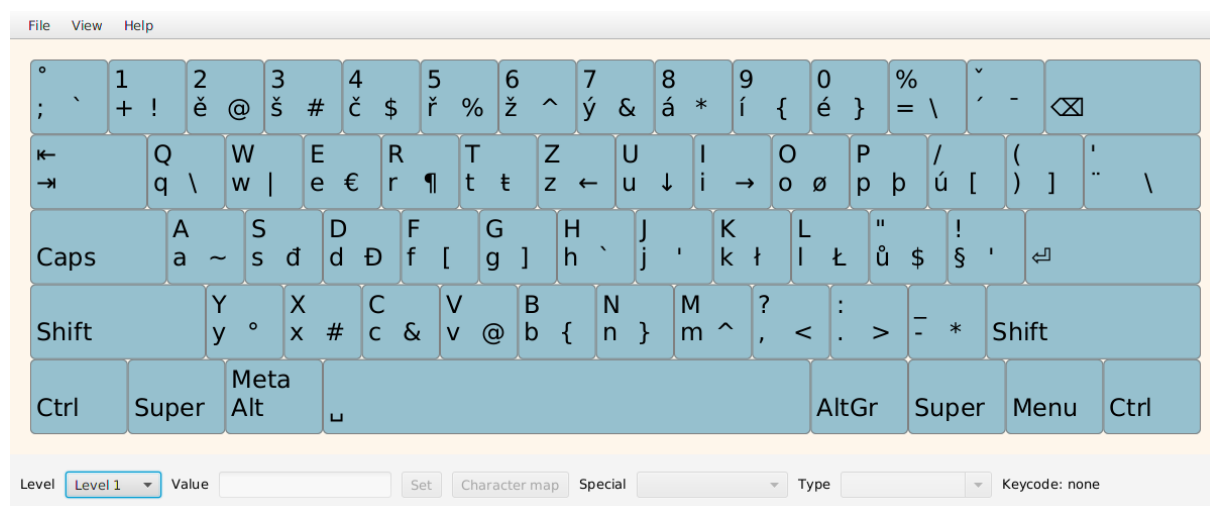 File View Help
° 1 2 3 4 5 6 7 8 9 0 % ˇ
; ` + ! ě @ š # č $ ř % ž ^ ý & á * í { é } = \ ´ ¯ ⌫
⇤ Q W E R T Z U I O P / ( '
⇥ q \ w | e € r ¶ t ŧ z ← u ↓ i → o ø p þ ú [ ) ] ¨ \
A S D F G H J K L " !
Caps a ~ s đ d Đ f [ g ] h ` j ' k ł l Ł ů $ § ' ⏎
Y X C V B N M ? : _
Shift y ° x # c & v @ b { n } m ^ , < . > - * Shift
Meta
Ctrl Super Alt ␣ AltGr Super Menu Ctrl
Level Level 1 Value Set Character map Special Type Keycode: none